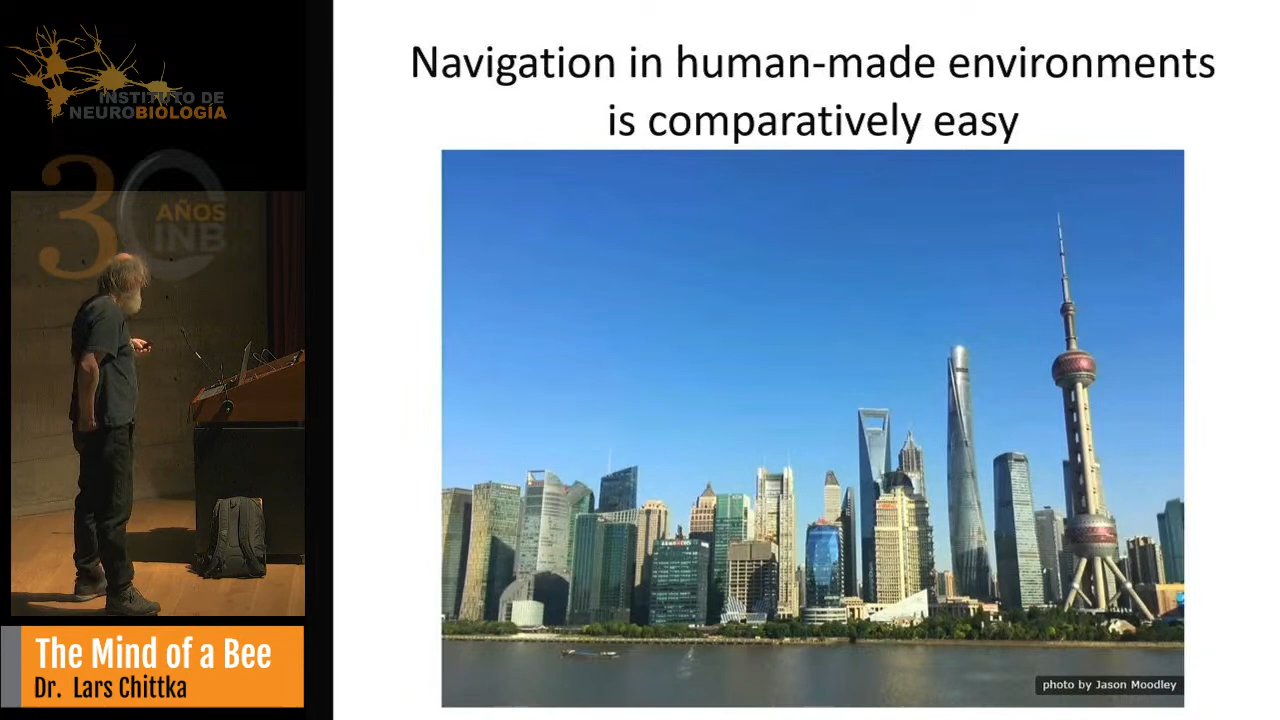 INSTITUTO DE
NEUROBIOLOGÍA
30
AÑOS
INB
Navigation in human-made environments
is comparatively easy
photo by Jason Moodley
The Mind of a Bee
Dr. Lars Chittka